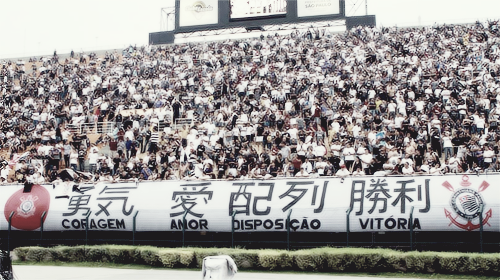 勇気 愛 配列 勝利
CORAGEM AMOR DISPOSIÇÃO VITÓRIA